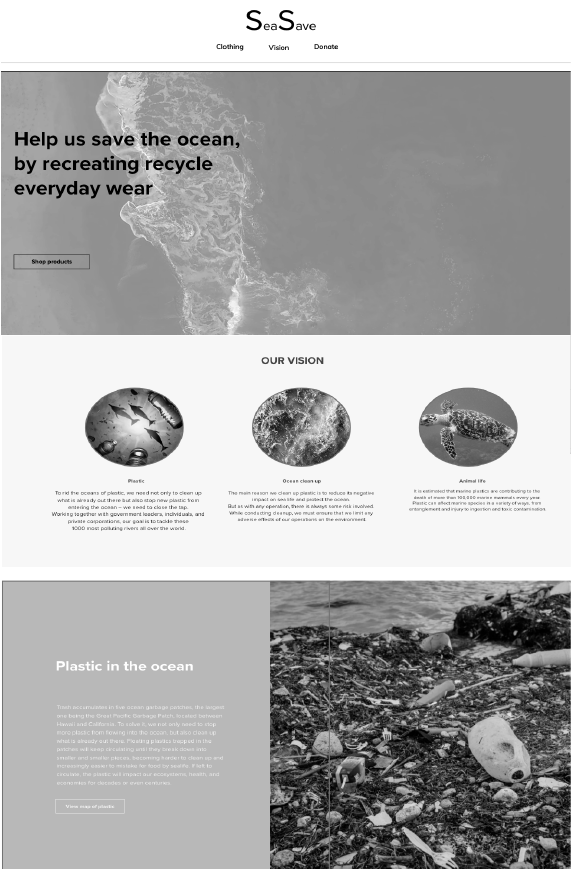 SeaSave
Clothing Vision Donate
Help us save the ocean,
by recreating recycle
everyday wear
Shop products
OUR VISION
Plastic
To rid the oceans of plastic, we need not only to clean up
what is already out there but also stop new plastic from
entering the ocean – we need to close the tap.
Working together with government leaders, individuals, and
private corporations, our goal is to tackle these
1000 most polluting rivers all over the world
Ocean clean up
The main reason we clean up plastic is to reduce its negative
impact on sea life and protect the ocean.
But as with any operation, there is always some risk involved.
While conducting cleanup, we must ensure that we limit any
adverse effects of our operations on the environment.
Animal life
It is estimated that marine plastics are contributing to the
death of more than 100,000 marine mammals every year.
Plastic can affect marine species in a variety of ways, from
entanglement and injury to ingestion and toxic contamination.
Plastic in the ocean
Trash accumulates in five ocean garbage patches, the largest
one being the Great Pacific Garbage Patch, located between
Hawaii and California. To solve it, we not only need to stop
more plastic from flowing into the ocean, but also clean up
what is already out there. Floating plastics trapped in the
patches will keep circulating until they break down into
smaller and smaller pieces, becoming harder to clean up and
increasingly easier to mistake for food by sealife. If left to
circulate, the plastic will impact our ecosystems, health, and
economies for decades or even centuries.
View map of plastic